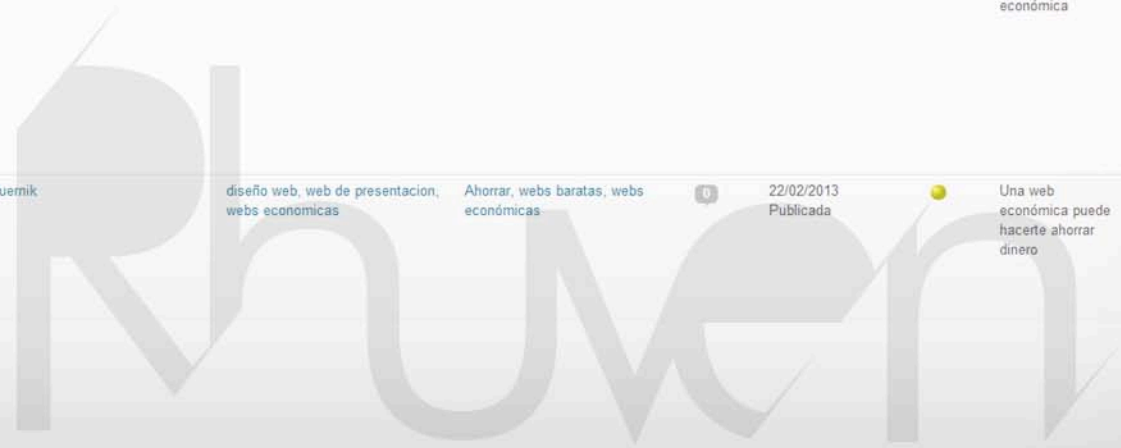 económica
uernik
diseño web, web de presentacion,
webs economicas
Ahorrar, webs baratas, webs
económicas
0
22/02/2013
Publicada
Una web
económica puede
hacerte ahorrar
dinero
Rhuven